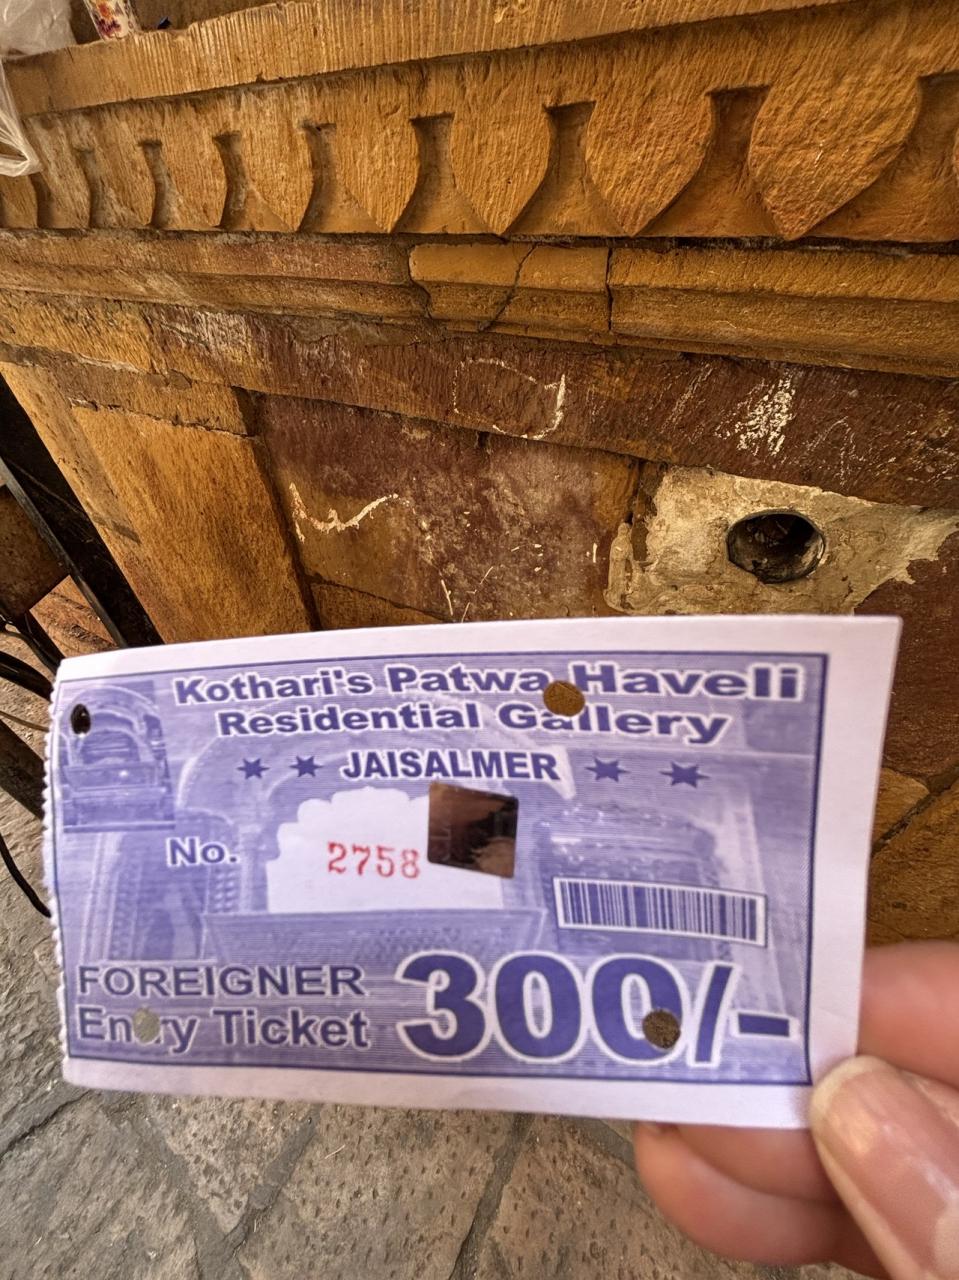 Kothari's Patwa Haveli
Residential Gallery
JAISALMER
No. 2758
FOREIGNER
Entry Ticket 300/-